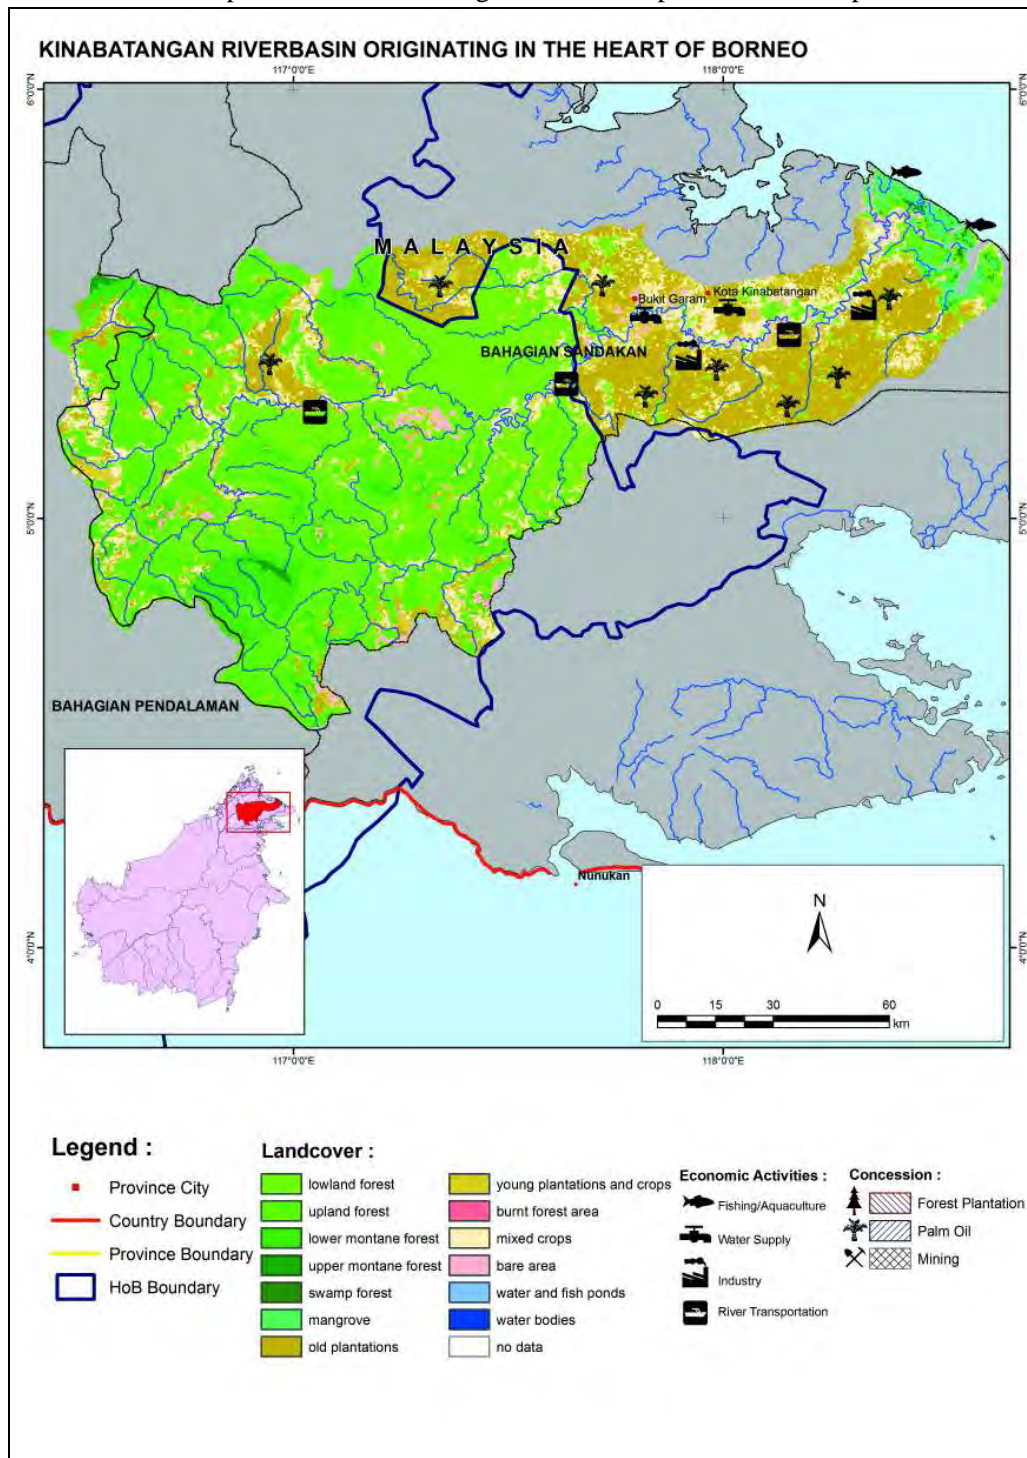 KINABATANGAN RIVERBASIN ORIGINATING IN THE HEART OF BORNEO
117°0'0"E 118°0'0"E
6°0'0"N 6°0'0"N
MALAYSIA
Bukit Garam
Kota Kinabatangan
BAHAGIAN SANDAKAN
5°0'0"N 5°0'0"N
BAHAGIAN PENDALAMAN
Nunukan
N
4°0'0"N 4°0'0"N
0 15 30 60
km
117°0'0"E 118°0'0"E
Legend :
Province City
Country Boundary
Province Boundary
HoB Boundary
Landcover :
lowland forest
upland forest
lower montane forest
upper montane forest
swamp forest
mangrove
old plantations
young plantations and crops
burnt forest area
mixed crops
bare area
water and fish ponds
water bodies
no data
Economic Activities :
Fishing/Aquaculture
Water Supply
Industry
River Transportation
Concession :
Forest Plantation
Palm Oil
Mining